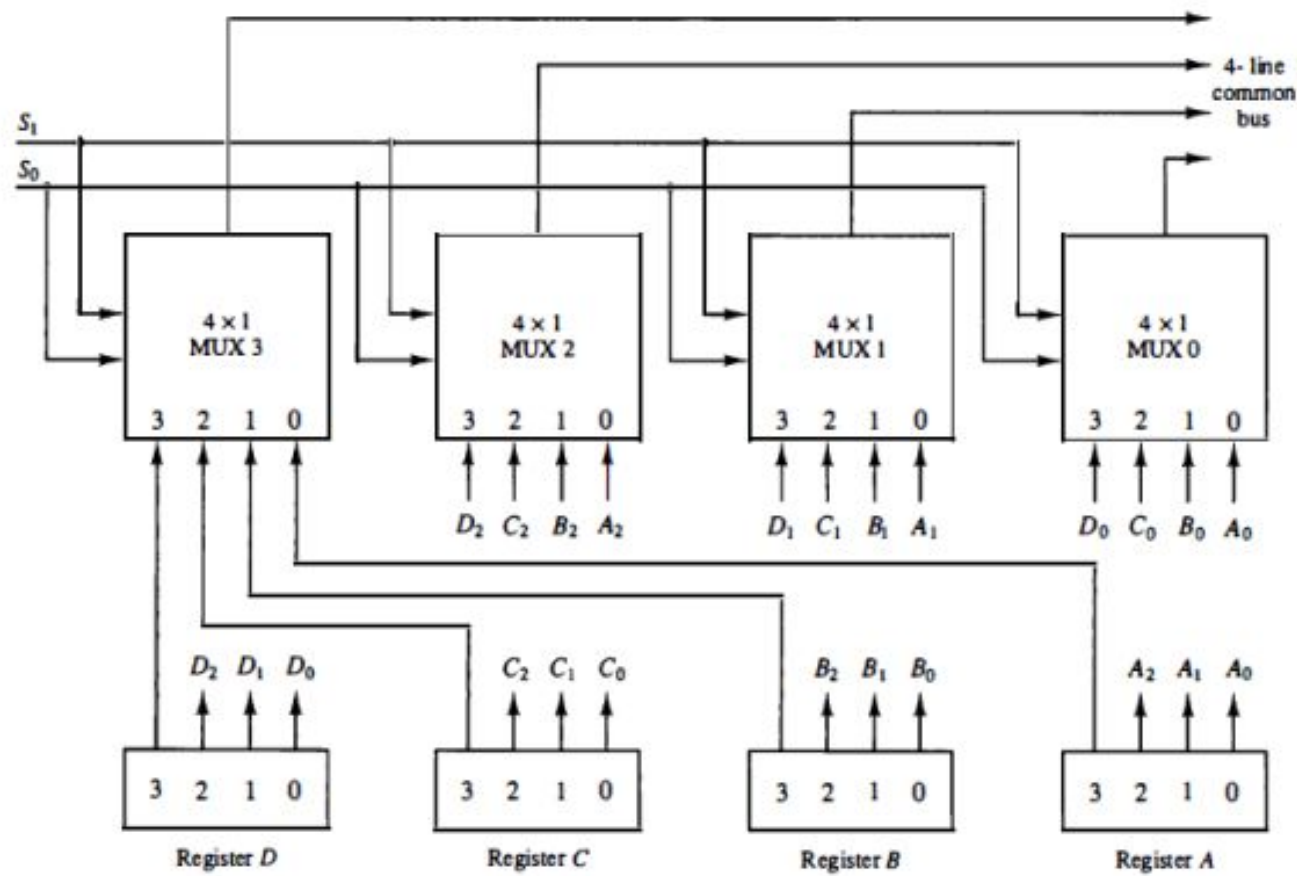 4- line
common
bus
S₁
S₀
4 × 1
MUX 3
4 × 1
MUX 2
4 × 1
MUX 1
4 × 1
MUX 0
3 2 1 0
3 2 1 0
3 2 1 0
3 2 1 0
D₂ C₂ B₂ A₂
D₁ C₁ B₁ A₁
D₀ C₀ B₀ A₀
D₂ D₁ D₀
C₂ C₁ C₀
B₂ B₁ B₀
A₂ A₁ A₀
3 2 1 0
3 2 1 0
3 2 1 0
3 2 1 0
Register D
Register C
Register B
Register A